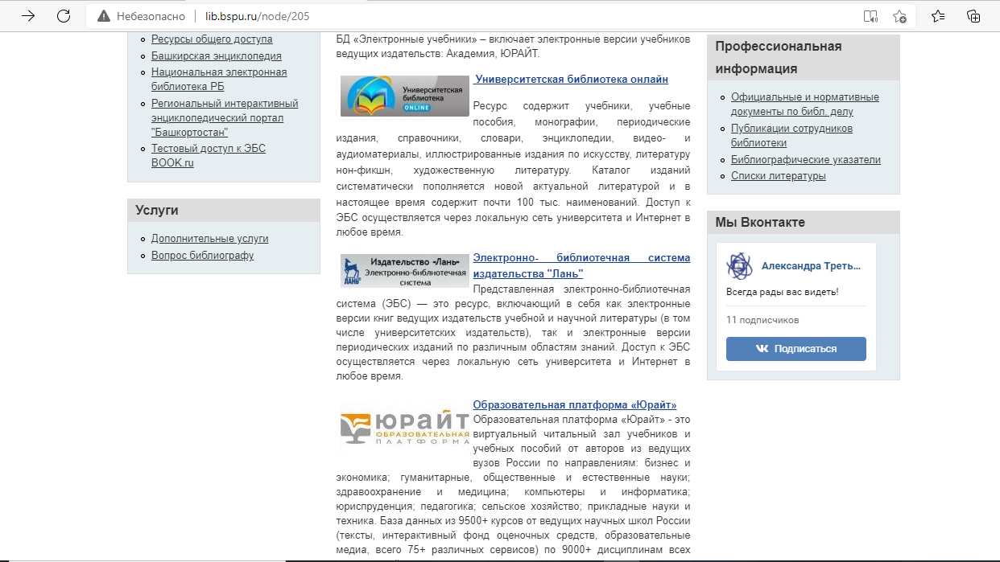 Небезопасно
lib.bspu.ru/node/205
Ресурсы общего доступа
Башкирская энциклопедия
Национальная электронная
библиотека РБ
Региональный интерактивный
энциклопедический портал
"Башкортостан"
Тестовый доступ к ЭБС
BOOK.ru
Услуги
Дополнительные услуги
Вопрос библиографу
БД «Электронные учебники» – включает электронные версии учебников
ведущих издательств: Академия, ЮРАЙТ.
Университетская
библиотека
ONLINE
Университетская библиотека онлайн
Ресурс содержит учебники, учебные
пособия, монографии, периодические
издания, справочники, словари, энциклопедии, видео- и
аудиоматериалы, иллюстрированные издания по искусству, литературу
нон-фикшн, художественную литературу. Каталог изданий
систематически пополняется новой актуальной литературой и в
настоящее время содержит почти 100 тыс. наименований. Доступ к
ЭБС осуществляется через локальную сеть университета и Интернет в
любое время.
ЛАНЬ
Издательство «Лань»
Электронно-библиотечная
система
Электронно- библиотечная система
издательства "Лань"
Представленная электронно-библиотечная
система (ЭБС) — это ресурс, включающий в себя как электронные
версии книг ведущих издательств учебной и научной литературы (в том
числе университетских издательств), так и электронные версии
периодических изданий по различным областям знаний. Доступ к ЭБС
осуществляется через локальную сеть университета и Интернет в
любое время.
юрайт
ОБРАЗОВАТЕЛЬНАЯ
ПЛАТФОРМА
Образовательная платформа «Юрайт»
Образовательная платформа «Юрайт» - это
виртуальный читальный зал учебников и
учебных пособий от авторов из ведущих
вузов России по направлениям: бизнес и
экономика; гуманитарные, общественные и естественные науки;
здравоохранение и медицина; компьютеры и информатика;
юриспруденция; педагогика; сельское хозяйство; прикладные науки и
техника. База данных из 9500+ курсов от ведущих научных школ России
(тексты, интерактивный фонд оценочных средств, образовательные
медиа, всего 75+ различных сервисов) по 9000+ дисциплинам всех
Профессиональная
информация
Официальные и нормативные
документы по библ. делу
Публикации сотрудников
библиотеки
Библиографические указатели
Списки литературы
Мы Вконтакте
Александра Треть...
Всегда рады вас видеть!
11 подписчиков
Подписаться